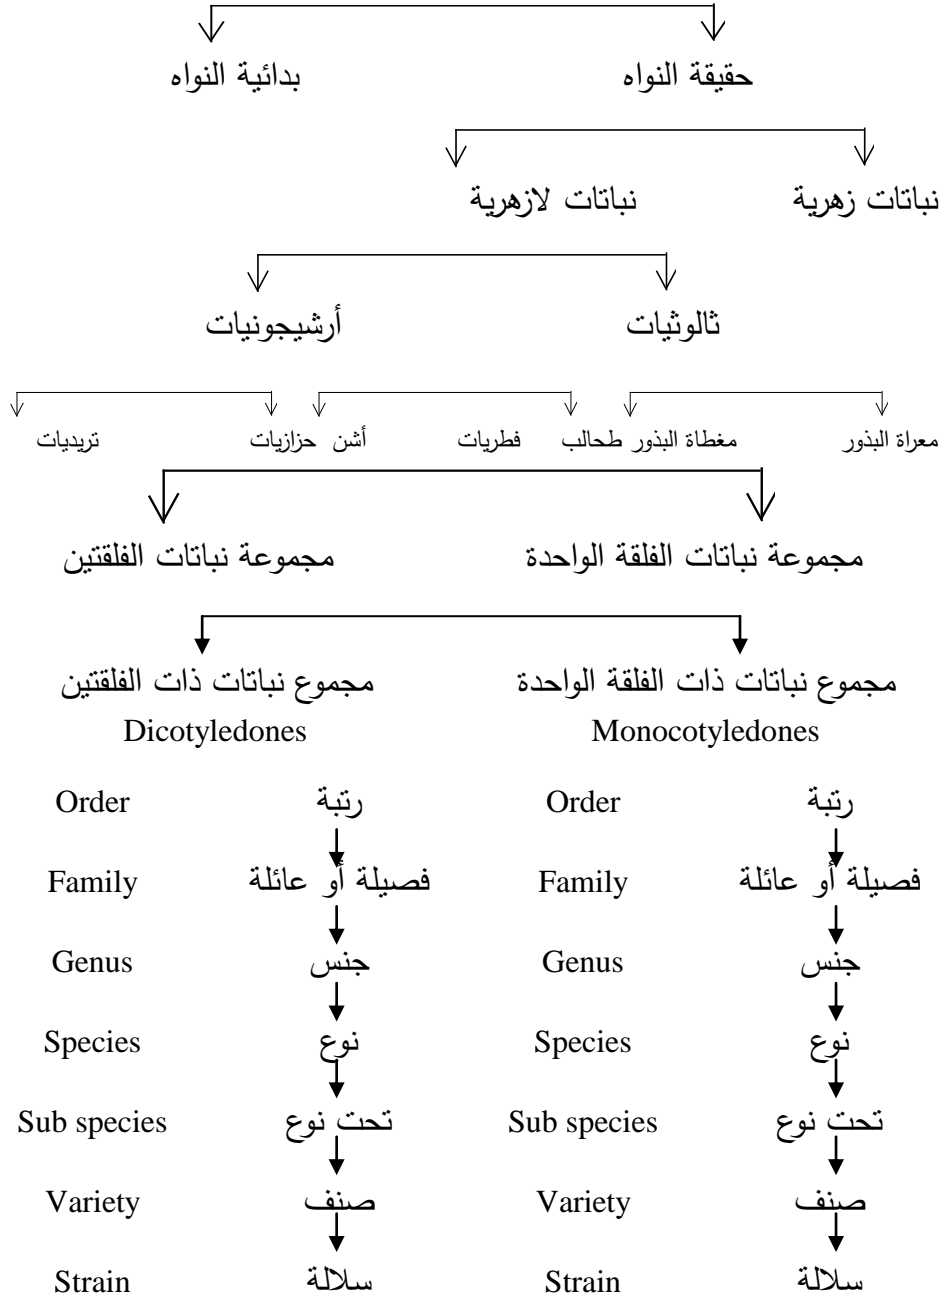 حقيقة النواه بدائية النواه
نباتات زهرية نباتات لازهرية
ثالوثيات أرشيجونيات
معراة البذور مغطاة البذور طحالب فطريات أشن حزازيات تريديات
مجموعة نباتات الفلقة الواحدة مجموعة نباتات الفلقتين
مجموع نباتات ذات الفلقة الواحدة مجموع نباتات ذات الفلقتين
Monocotyledones Dicotyledones
رتبة Order رتبة Order
فصيلة أو عائلة Family فصيلة أو عائلة Family
جنس Genus جنس Genus
نوع Species نوع Species
تحت نوع Sub species تحت نوع Sub species
صنف Variety صنف Variety
سلالة Strain سلالة Strain